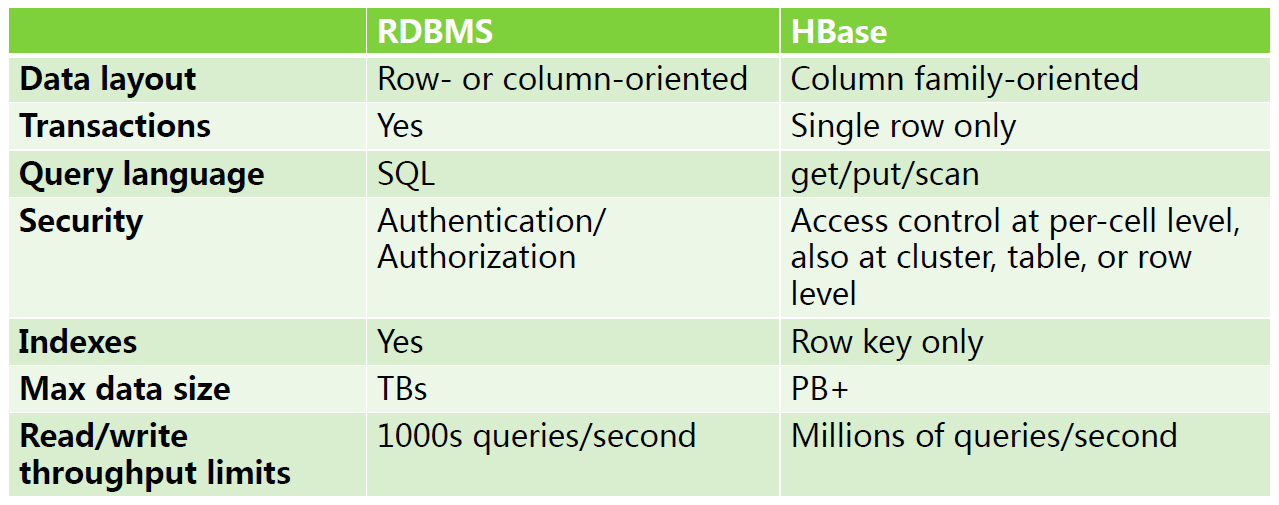 RDBMS HBase
Data layout Row- or column-oriented Column family-oriented
Transactions Yes Single row only
Query language SQL get/put/scan
Security Authentication/ Access control at per-cell level,
Authorization also at cluster, table, or row
level
Indexes Yes Row key only
Max data size TBs PB+
Read/write 1000s queries/second Millions of queries/second
throughput limits